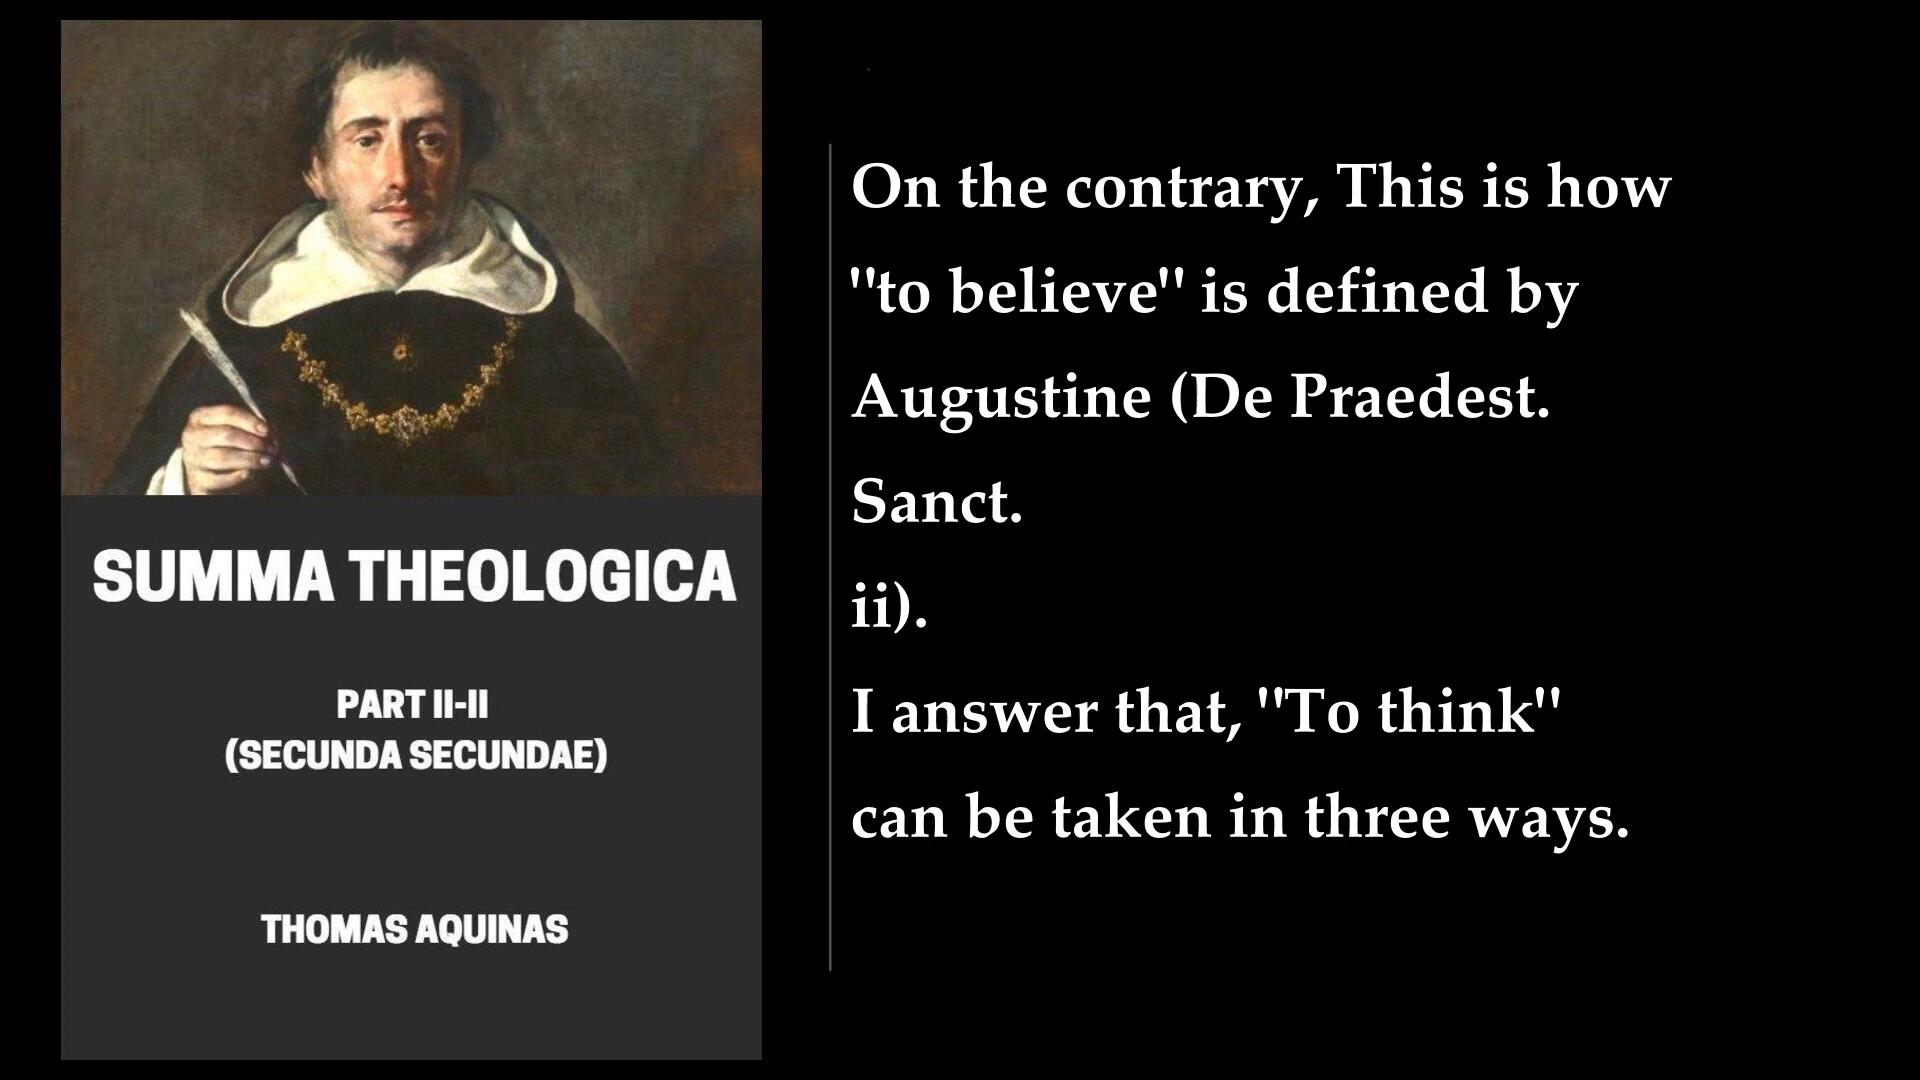 SUMMA THEOLOGICA
PART II-II
(SECUNDA SECUNDAE)
THOMAS AQUINAS
On the contrary, This is how
"to believe" is defined by
Augustine (De Praedest.
Sanct.
ii).
I answer that, "To think"
can be taken in three ways.